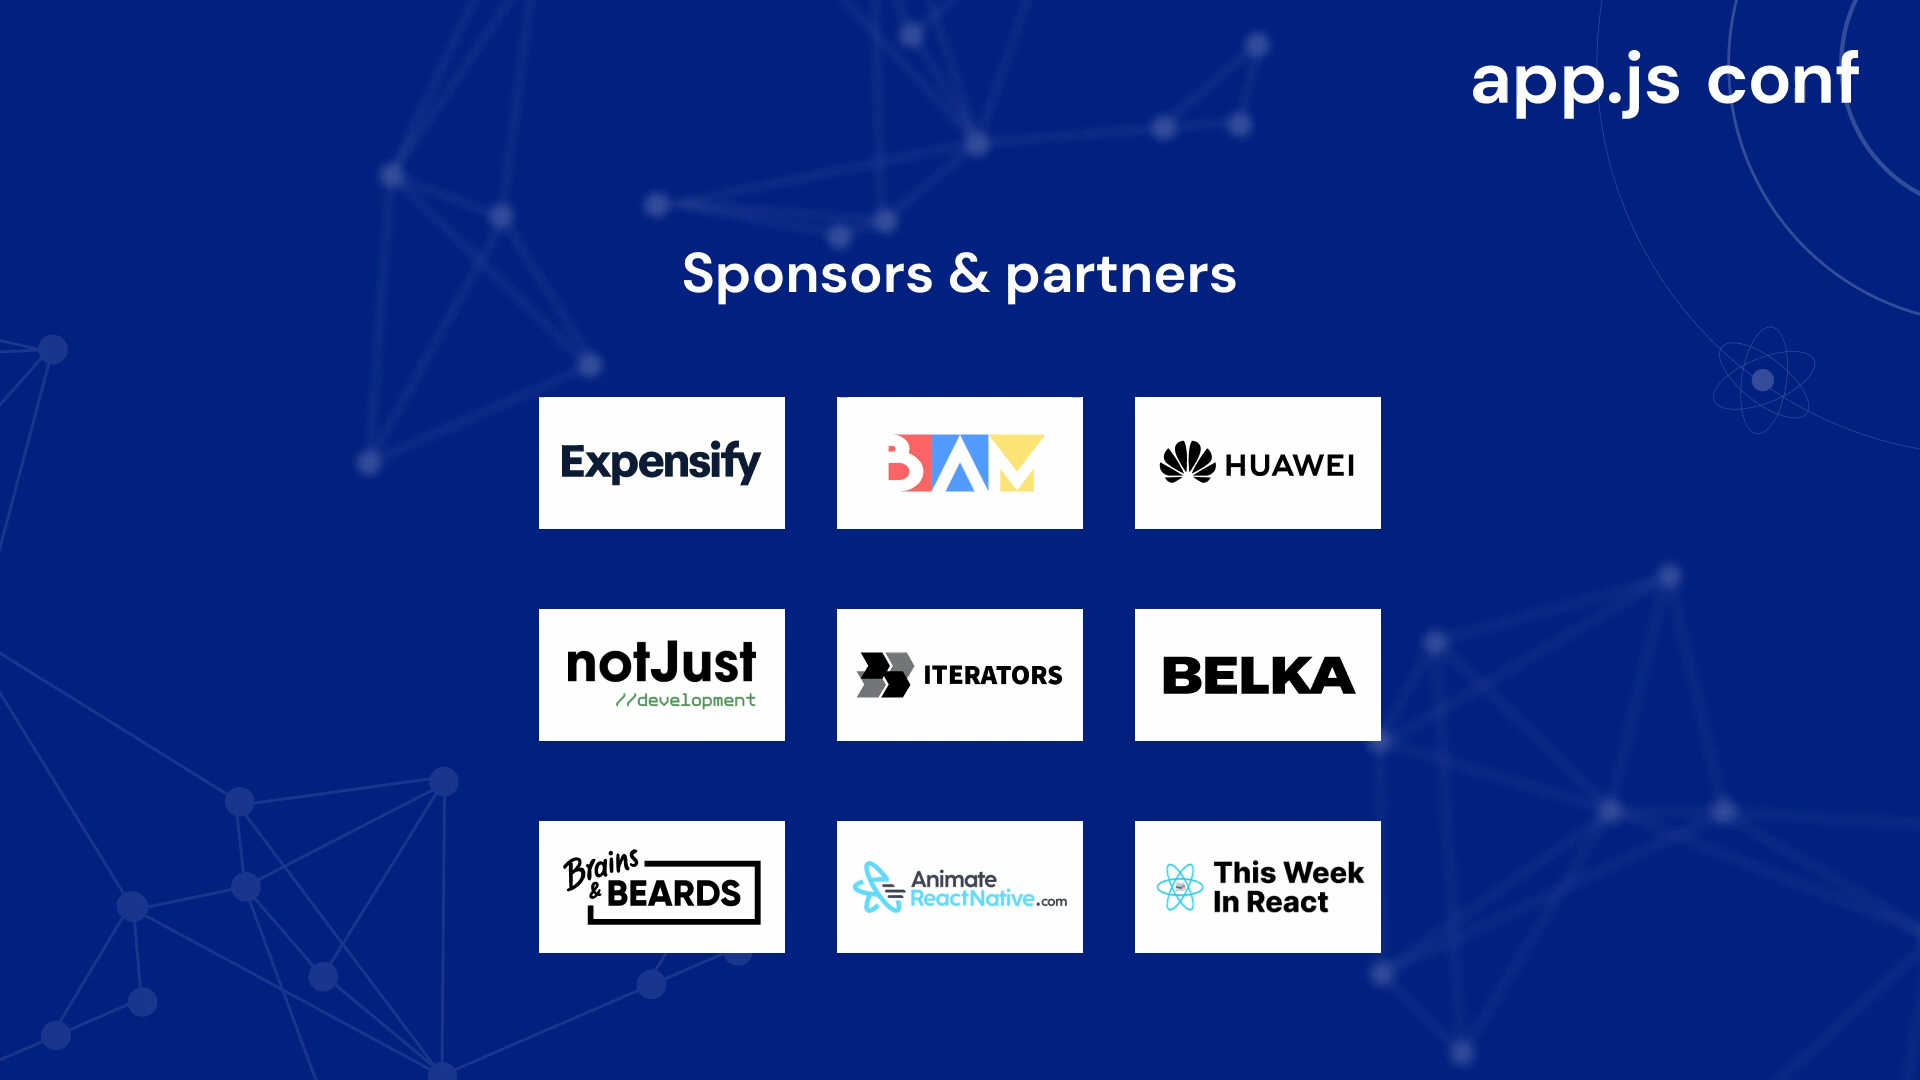 app.js conf
Sponsors & partners
Expensify
BAM
HUAWEI
notJust
//development
ITERATORS
BELKA
Brains
& BEARDS
Animate
ReactNative.com
This Week
In React